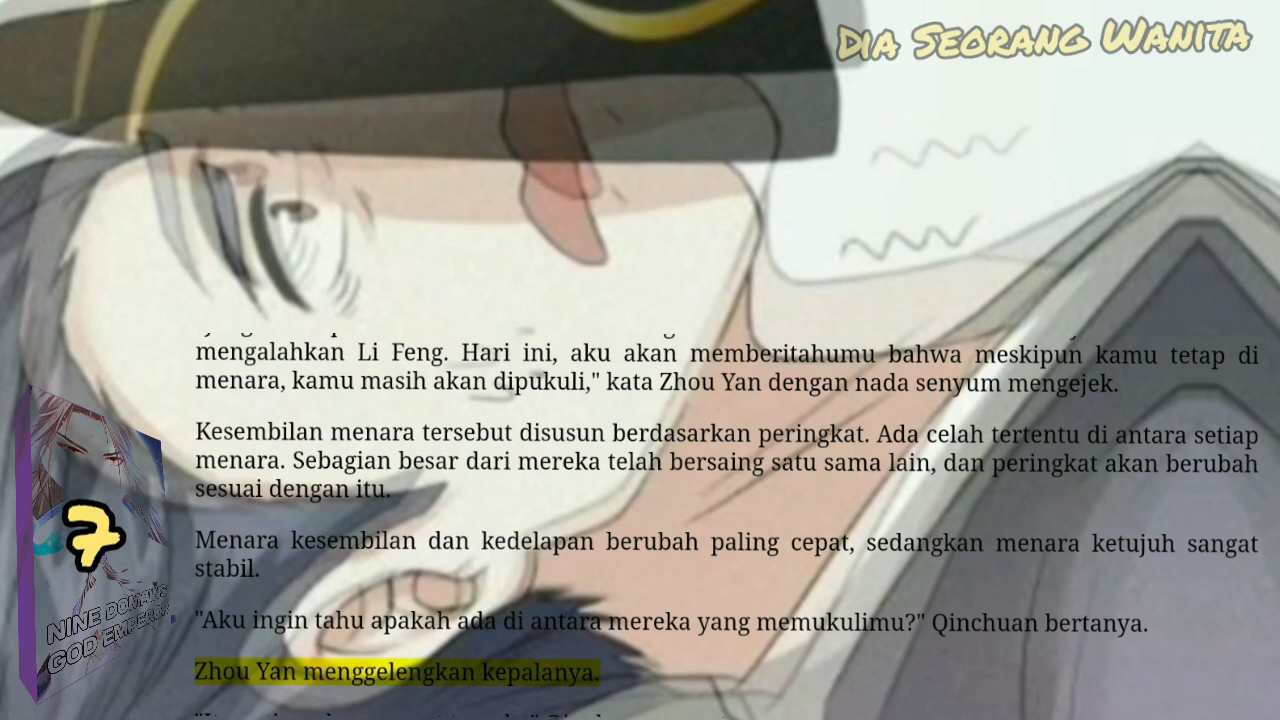 Dia Seorang Wanita
mengalahkan Li Feng. Hari ini, aku akan memberitahumu bahwa meskipun kamu tetap di
menara, kamu masih akan dipukuli," kata Zhou Yan dengan nada senyum mengejek.
Kesembilan menara tersebut disusun berdasarkan peringkat. Ada celah tertentu di antara setiap
menara. Sebagian besar dari mereka telah bersaing satu sama lain, dan peringkat akan berubah
sesuai dengan itu.
Menara kesembilan dan kedelapan berubah paling cepat, sedangkan menara ketujuh sangat
stabil.
"Aku ingin tahu apakah ada di antara mereka yang memukulimu?" Qinchuan bertanya.
Zhou Yan menggelengkan kepalanya.
7
NINE DOMAINS
GOD EMPEROR